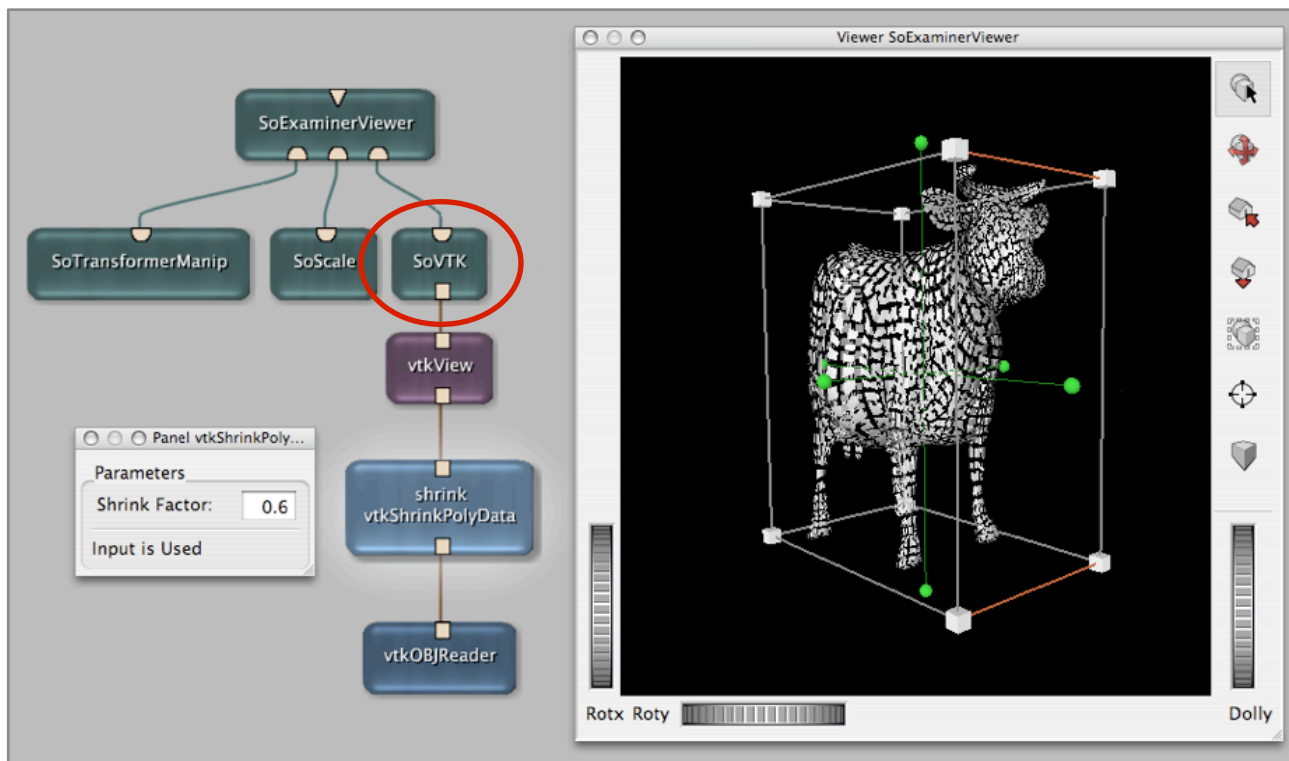 Viewer SoExaminerViewer
SoExaminerViewer
SoTransformerManip
SoScale
SoVTK
vtkView
Panel vtkShrinkPoly...
Parameters
Shrink Factor: 0.6
Input is Used
shrink
vtkShrinkPolyData
vtkOBJReader
Rotx Roty
Dolly